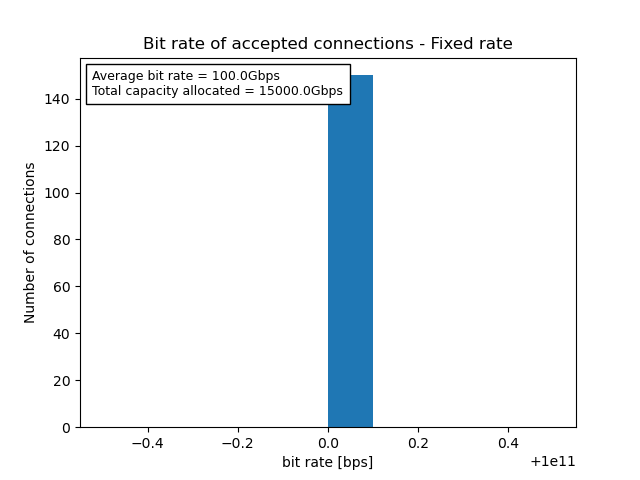 Bit rate of accepted connections - Fixed rate
Average bit rate = 100.0Gbps
Total capacity allocated = 15000.0Gbps
140
120
100
80
60
40
20
0
Number of connections
−0.4 −0.2 0.0 0.2 0.4
bit rate [bps]
+1e11